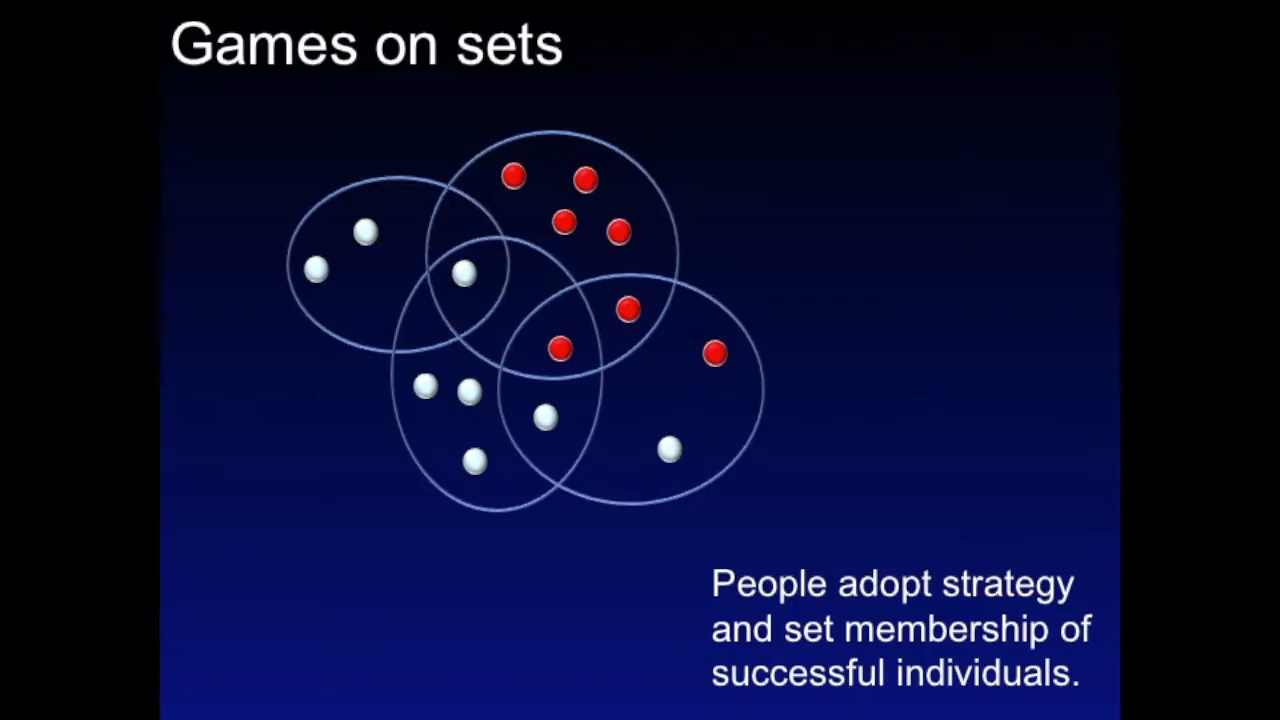 Games on sets
People adopt strategy
and set membership of
successful individuals.